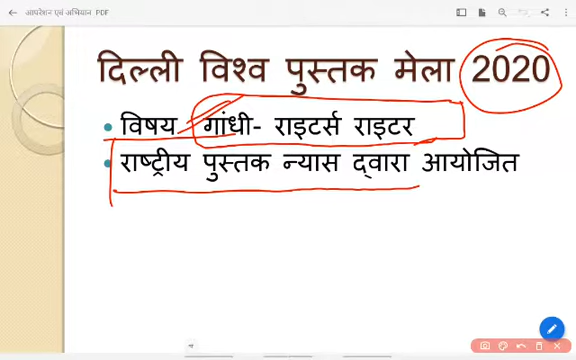 आपरेशन एवं अभियान PDF
दिल्ली विश्व पुस्तक मेला 2020
• विषय - गांधी- राइटर्स राइटर
• राष्ट्रीय पुस्तक न्यास द्वारा आयोजित